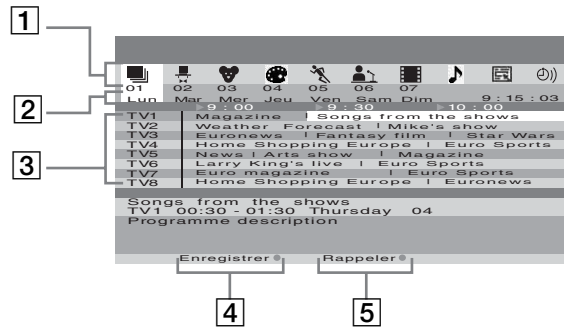 1
01 02 03 04 05 06 07
2
Lun Mar Mer Jeu Ven Sam Dim 9 : 15 : 03
9 : 00 9 : 30 10 : 00
TV1 Magazine | Songs from the shows
TV2 Weather Forecast | Mike's show
TV3 Euronews | Fantasy film | Star Wars
3
TV4 Home Shopping Europe | Euro Sports
TV5 News | Arts show | Magazine
TV6 Larry King's live | Euro Sports
TV7 Euro magazine | Euro Sports
TV8 Home Shopping Europe | Euronews
Songs from the shows
TV1 00:30 - 01:30 Thursday 04
Programme description
Enregistrer Rappeler
4 5